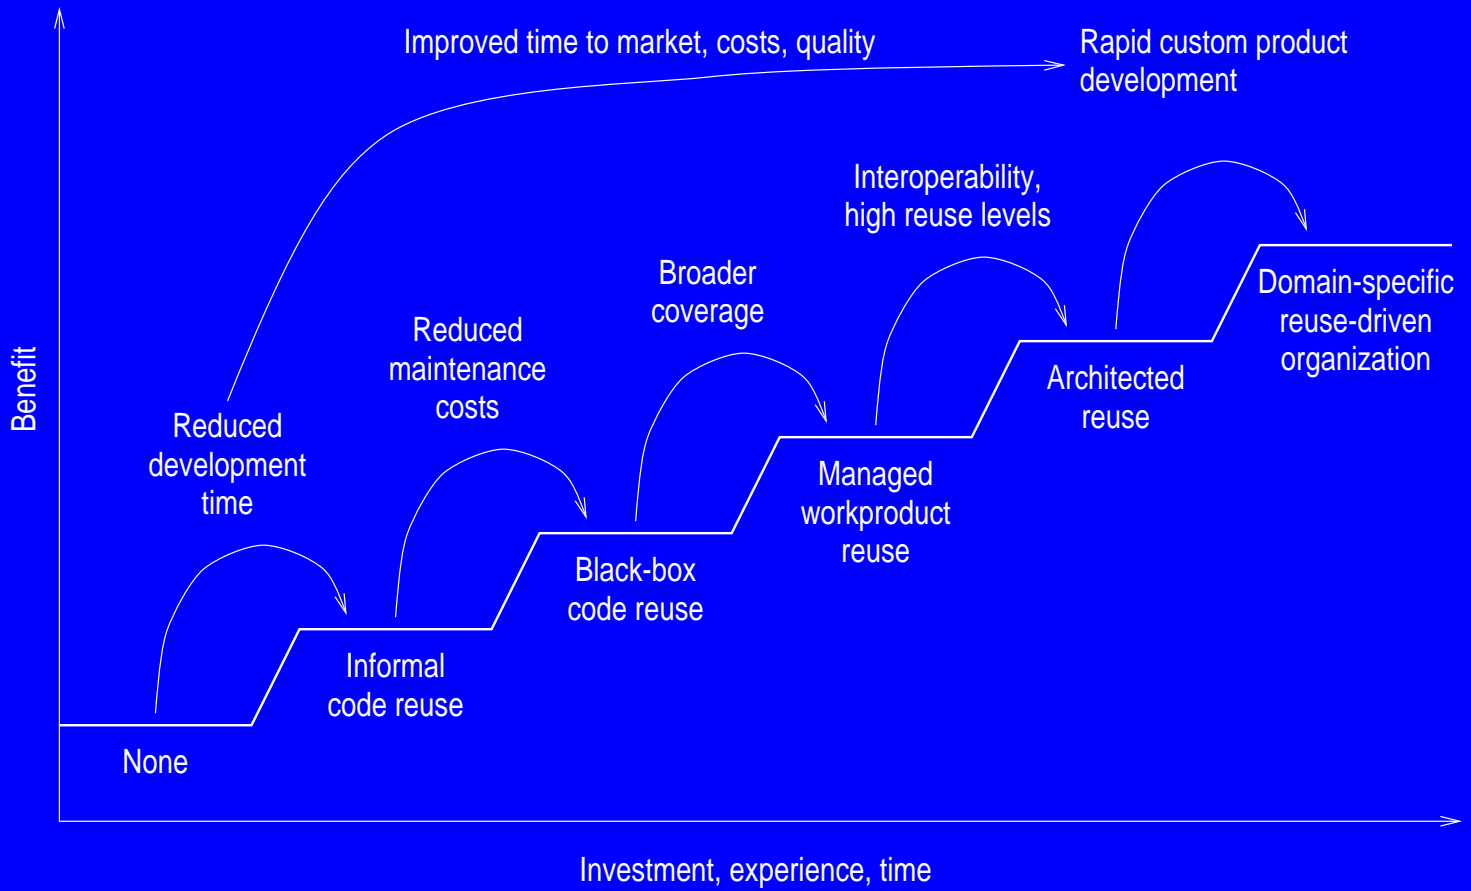 Improved time to market, costs, quality
Rapid custom product
development
Interoperability,
high reuse levels
Broader
coverage
Reduced
maintenance
costs
Reduced
development
time
Benefit
Domain-specific
reuse-driven
organization
Architected
reuse
Managed
workproduct
reuse
Black-box
code reuse
Informal
code reuse
None
Investment, experience, time